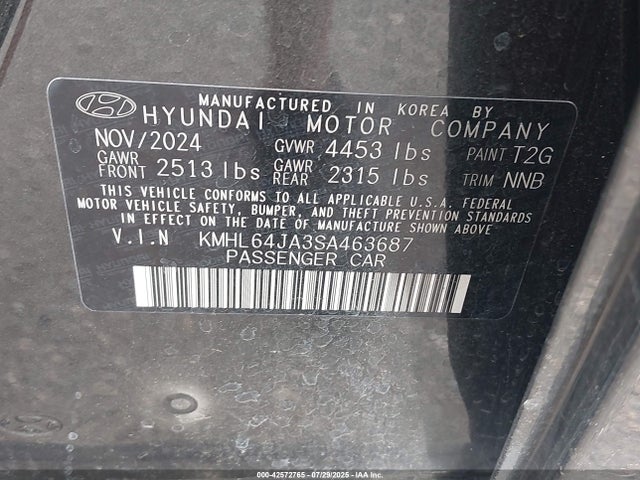 MANUFACTURED IN KOREA BY
HYUNDAI MOTOR COMPANY
NOV/2024 GVWR 4453 lbs PAINT T2G
GAWR FRONT 2513 lbs GAWR REAR 2315 lbs TRIM NNB
THIS VEHICLE CONFORMS TO ALL APPLICABLE U.S.A. FEDERAL
MOTOR VEHICLE SAFETY, BUMPER, AND THEFT PREVENTION
STANDARDS IN EFFECT ON THE DATE OF MANUFACTURE SHOWN ABOVE
V.I.N KMHL64JA3SA463687
PASSENGER CAR
000-42572765 - 07/29/2025 - IAA Inc.